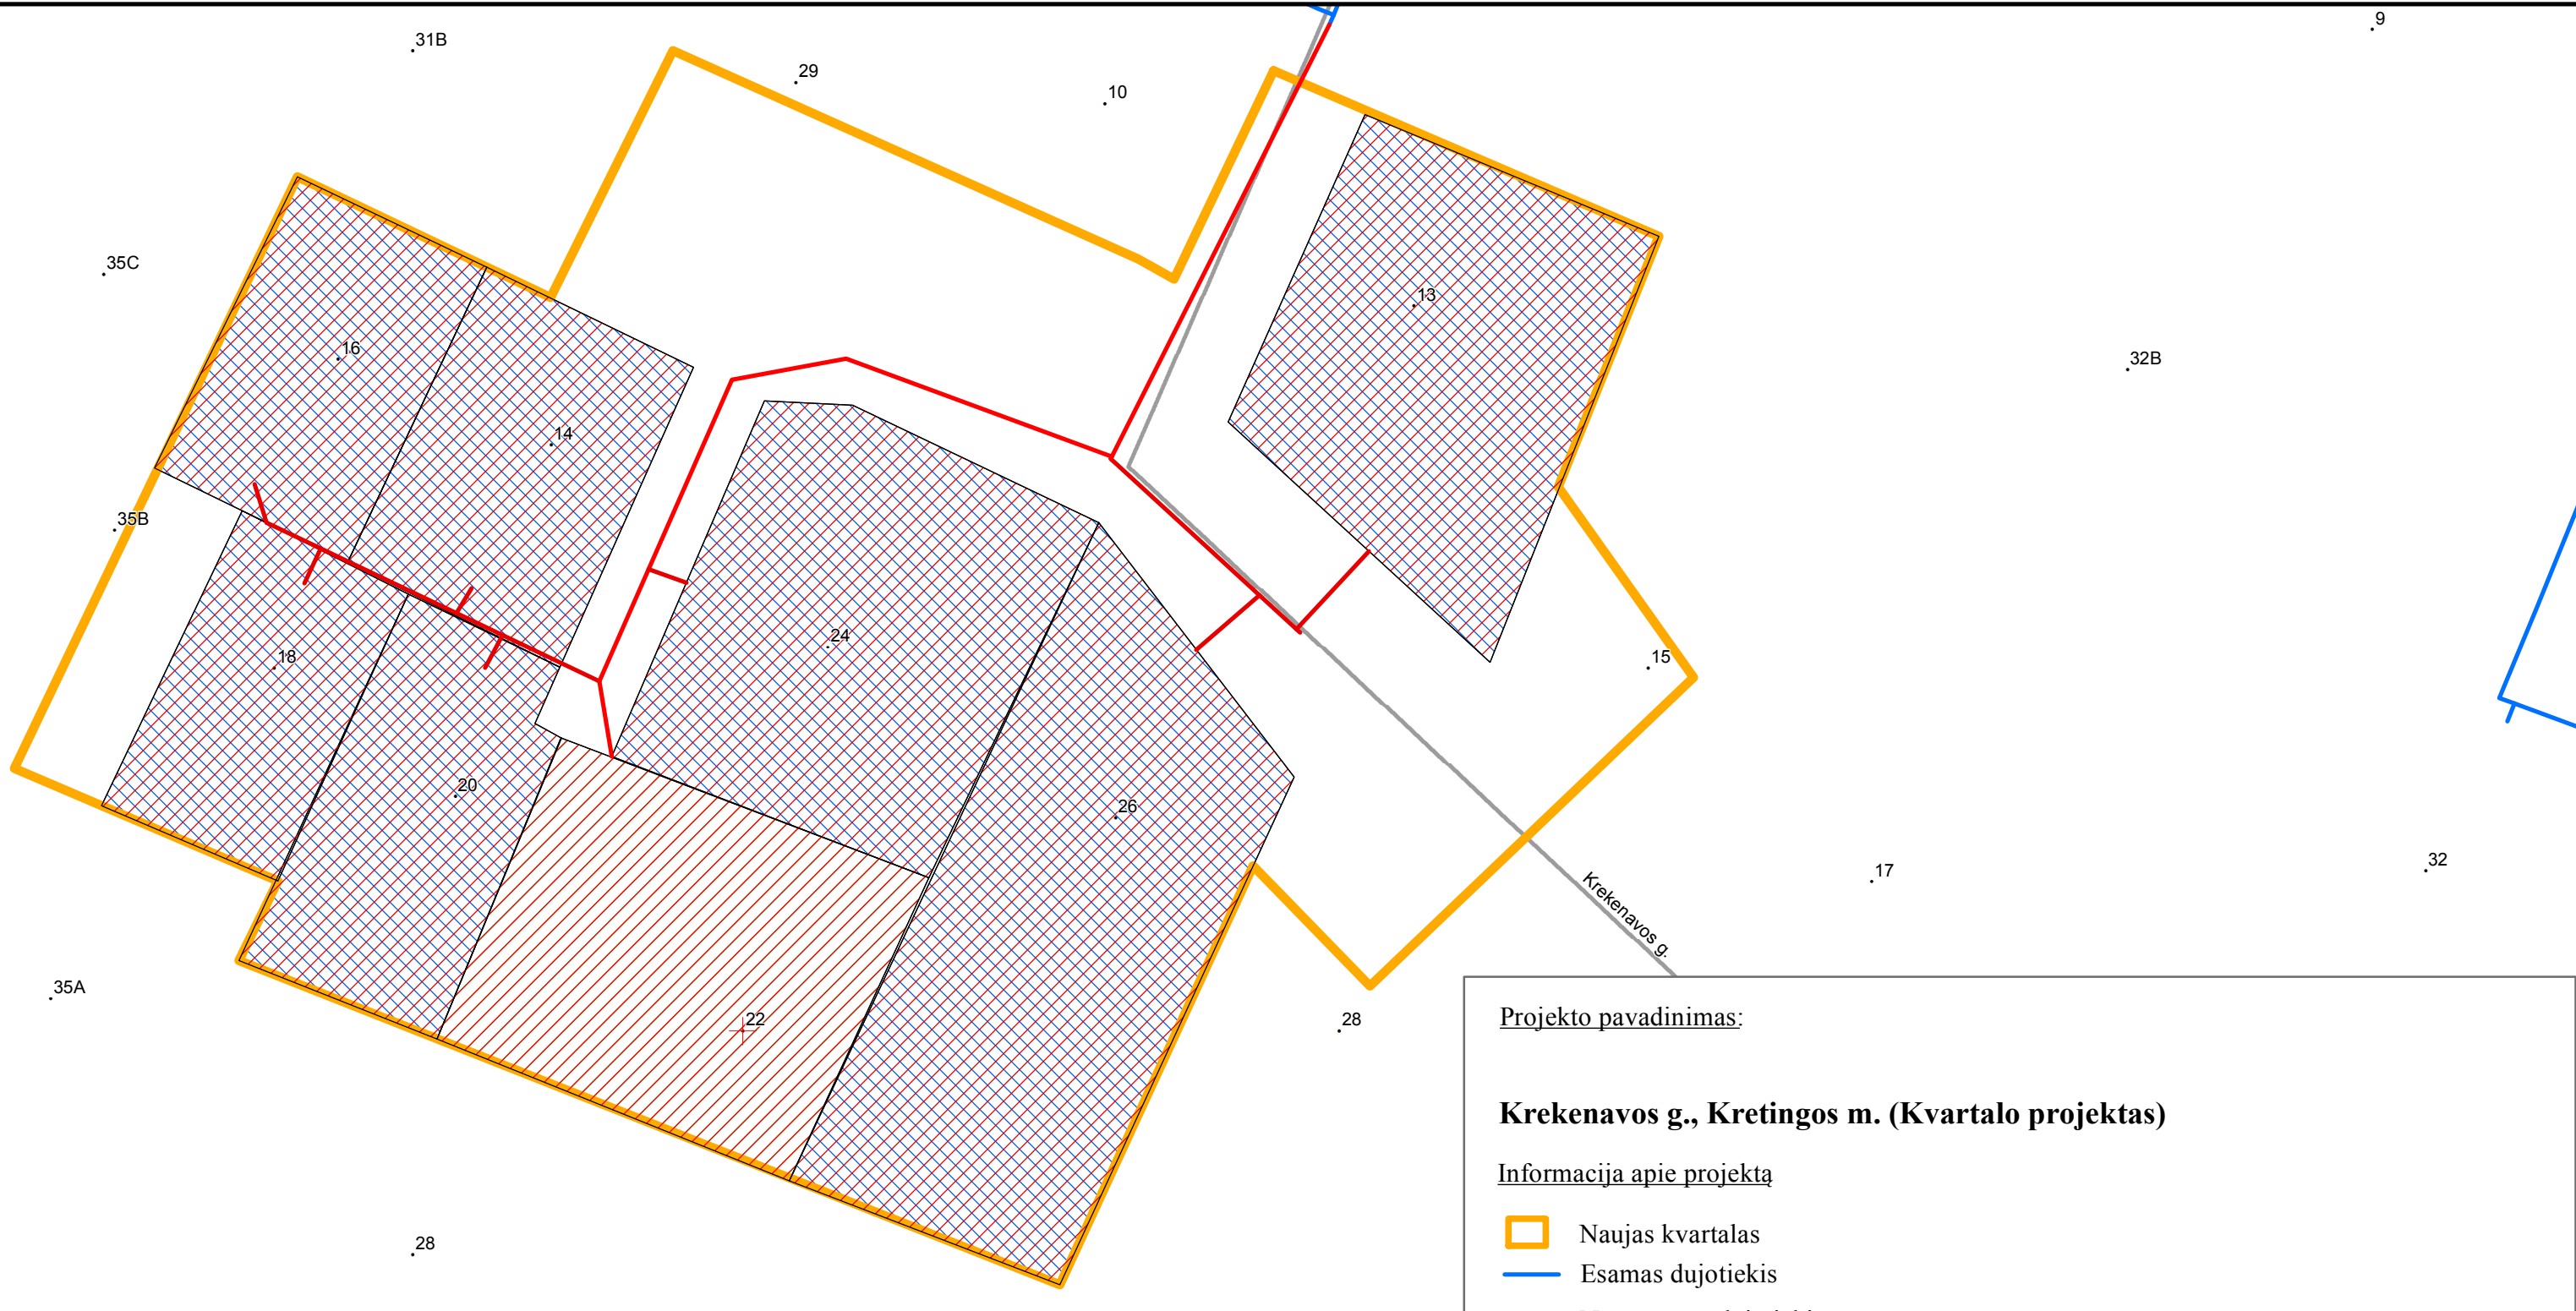 9
31B
29
10
35C
13
16
32B
14
35B
24
18
15
20
26
32
17
Krekenavos g.
35A
22
28
28
Projekto pavadinimas:
Krekenavos g., Kretingos m. (Kvartalo projektas)
Informacija apie projektą
Naujas kvartalas
Esamas dujotiekis